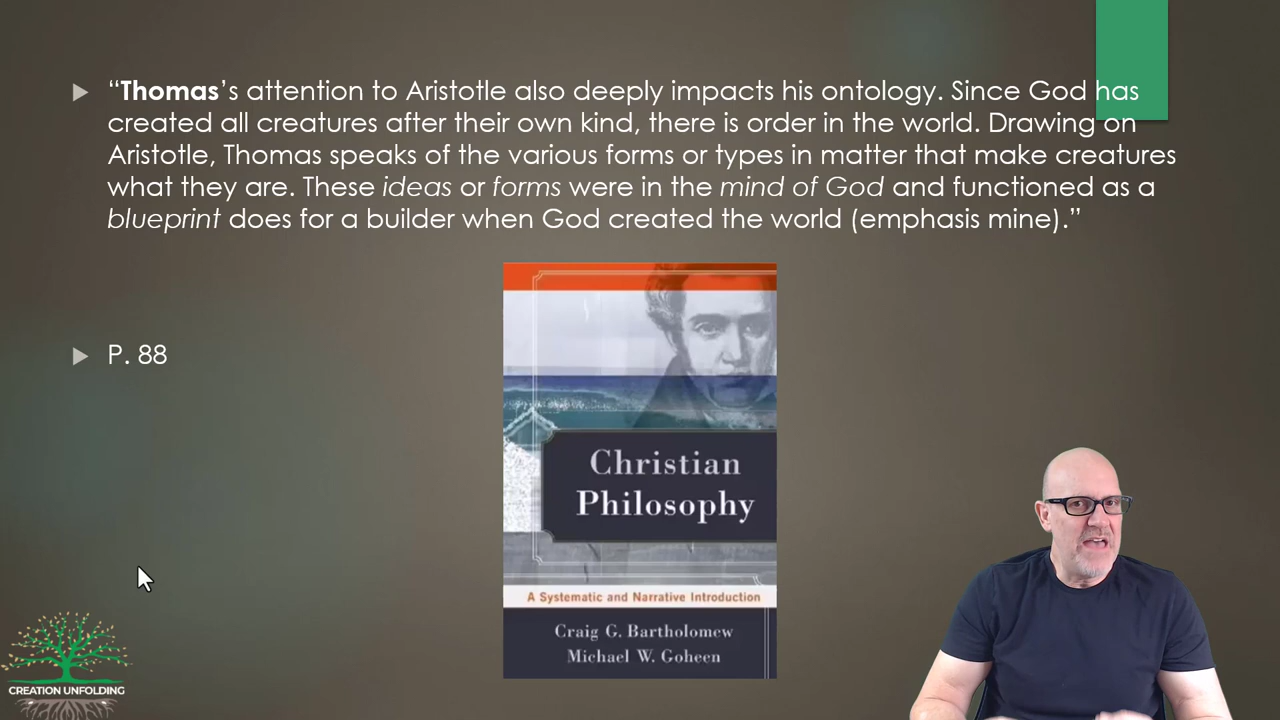 “Thomas’s attention to Aristotle also deeply impacts his ontology. Since God has
created all creatures after their own kind, there is order in the world. Drawing on
Aristotle, Thomas speaks of the various forms or types in matter that make creatures
what they are. These ideas or forms were in the mind of God and functioned as a
blueprint does for a builder when God created the world (emphasis mine).”
P. 88
Christian
Philosophy
A Systematic and Narrative Introduction
Craig G. Bartholomew
Michael W. Goheen
CREATION UNFOLDING